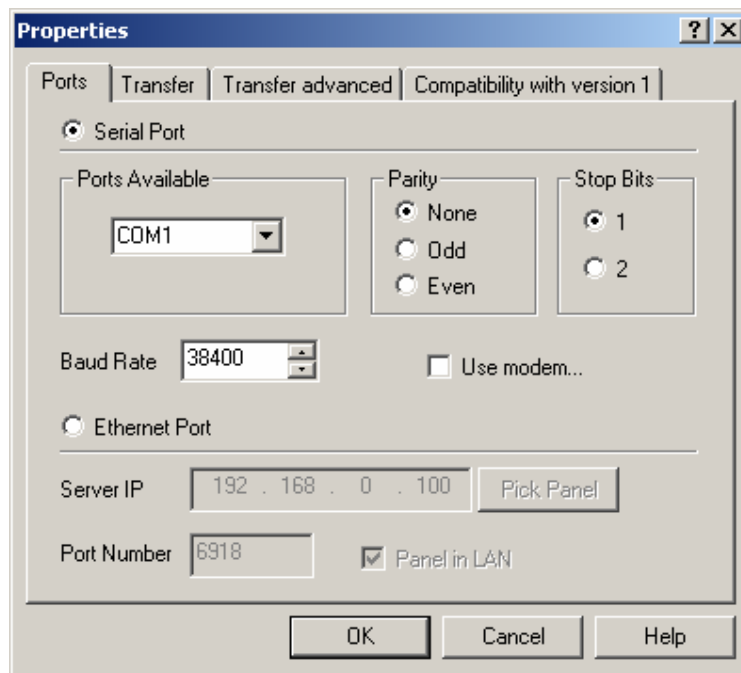 Properties
Ports Transfer Transfer advanced Compatibility with version 1
Serial Port
Ports Available Parity Stop Bits
COM1 None 1
Odd 2
Even
Baud Rate 38400 Use modem...
Ethernet Port
Server IP 192 . 168 . 0 . 100 Pick Panel
Port Number 6918 Panel in LAN
OK Cancel Help